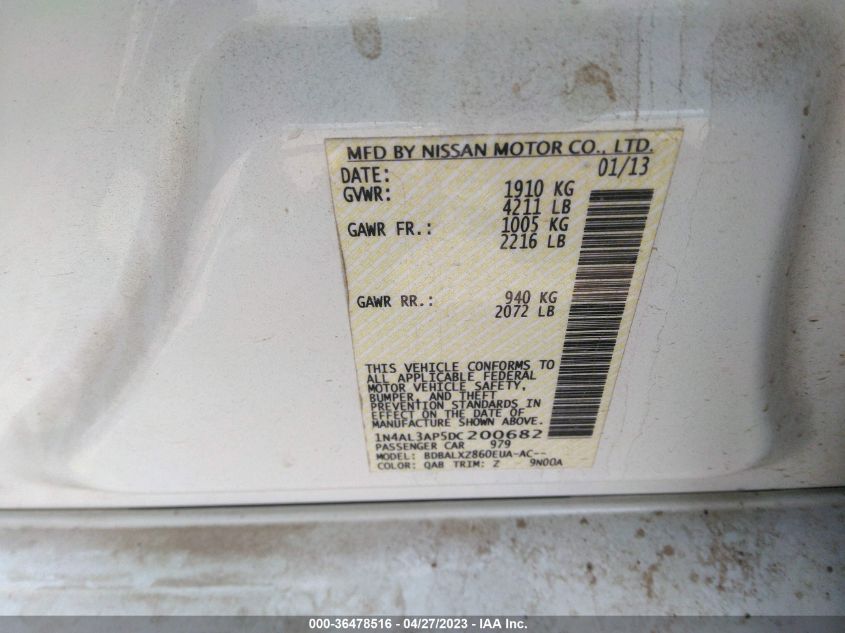 MFD BY NISSAN MOTOR CO., LTD.
DATE: 01/13
GVWR: 1910 KG
4211 LB
GAWR FR.: 1005 KG
2216 LB
GAWR RR.: 940 KG
2072 LB
THIS VEHICLE CONFORMS TO
ALL APPLICABLE FEDERAL
MOTOR VEHICLE SAFETY,
BUMPER, AND THEFT
PREVENTION STANDARDS IN
EFFECT ON THE DATE OF
MANUFACTURE SHOWN ABOVE.
1N4AL3AP5DC200682
PASSENGER CAR 979
MODEL: BDBALXZ860EUA-AC--
COLOR: QAB TRIM: Z - 9N00A
000-36478516 - 04/27/2023 - IAA Inc.